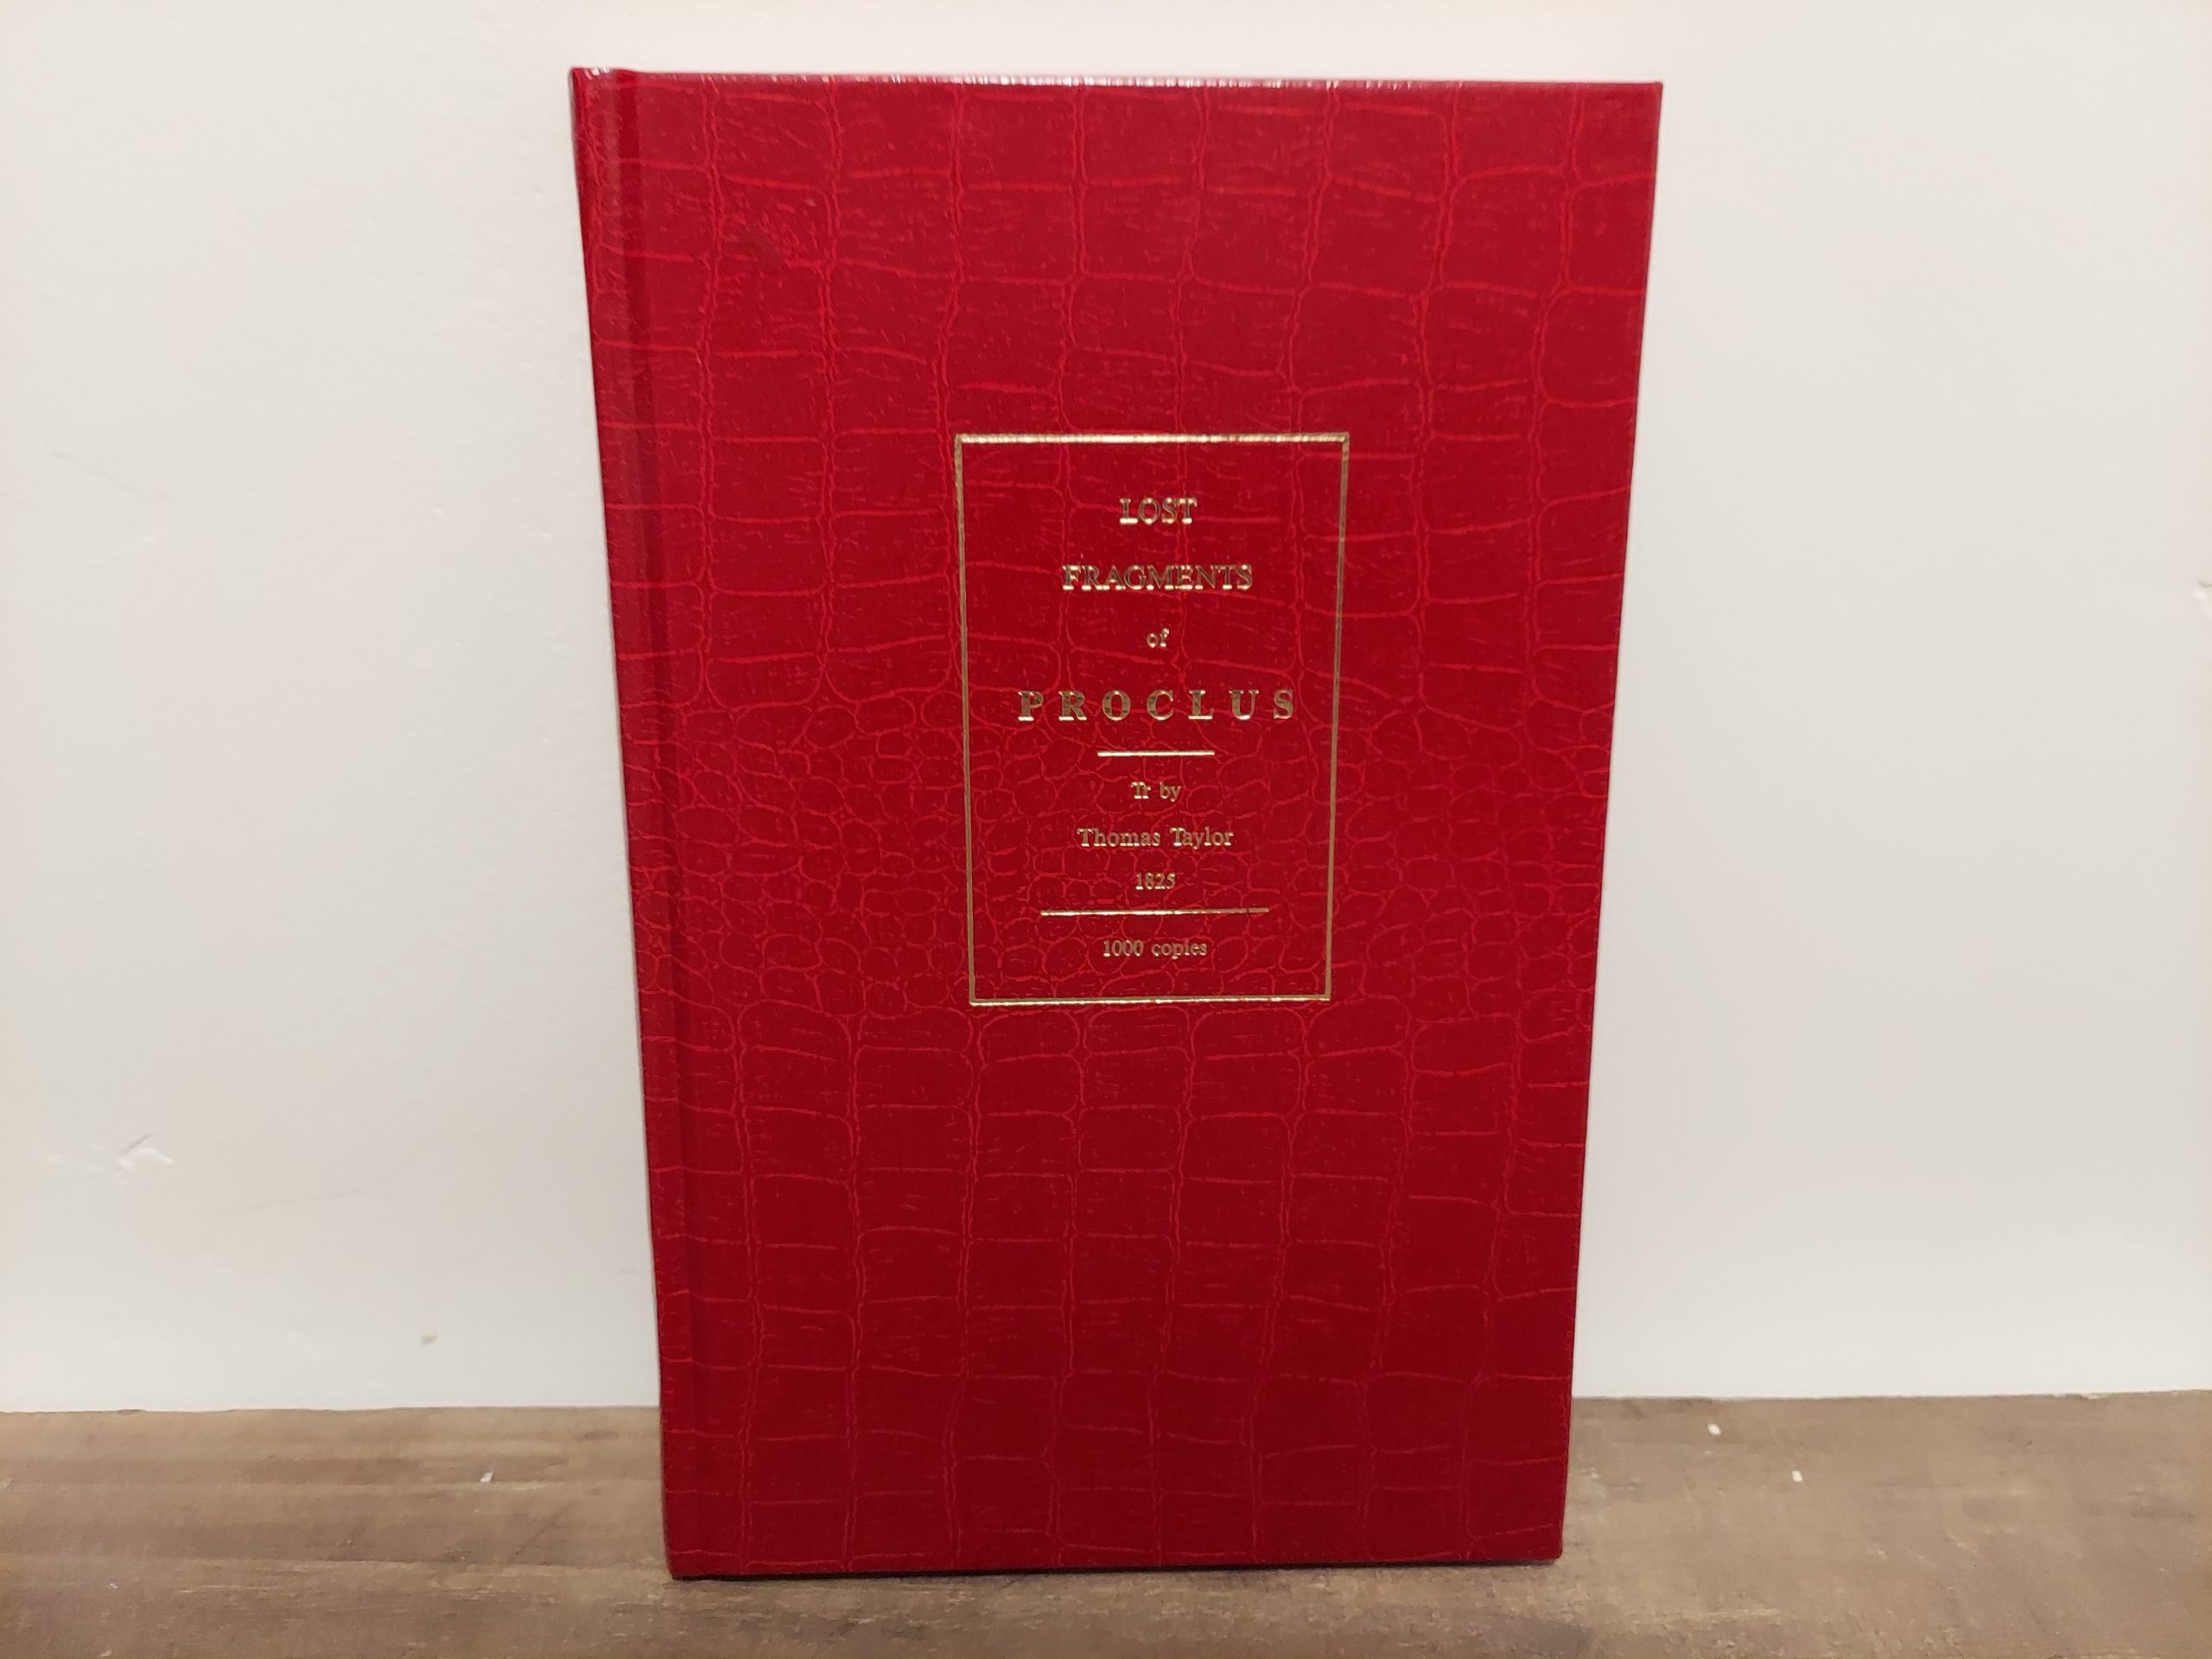 LOST
FRAGMENTS
of
PROCLUS
Tr by
Thomas Taylor
1825
1000 copies